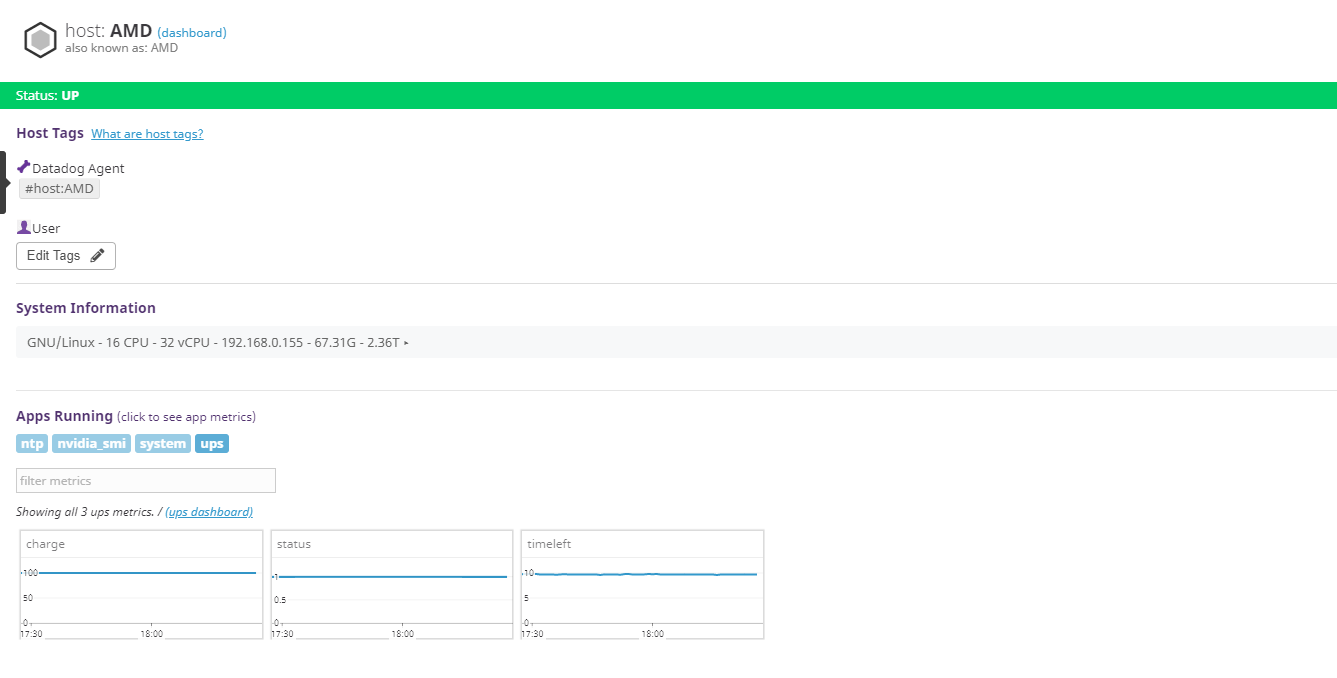 host: AMD (dashboard)
also known as: AMD
Status: UP
Host Tags What are host tags?
Datadog Agent
#host:AMD
User
Edit Tags
System Information
GNU/Linux - 16 CPU - 32 vCPU - 192.168.0.155 - 67.31G - 2.36T ▸
Apps Running (click to see app metrics)
ntp nvidia_smi system ups
filter metrics
Showing all 3 ups metrics. / (ups dashboard)
charge
100
50
0
17:30 18:00
status
1
0.5
0
17:30 18:00
timeleft
10
5
0
17:30 18:00